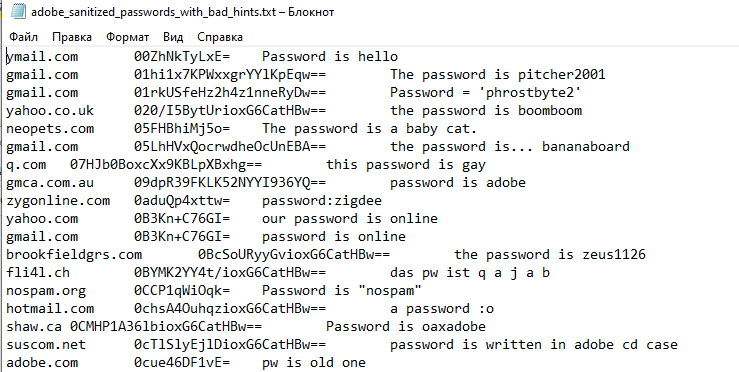 adobe_sanitized_passwords_with_bad_hints.txt – Блокнот
Файл Правка Формат Вид Справка
ymail.com 00ZhNkTyLxE= Password is hello
gmail.com 01hi1x7KPWxxgrYYlKpEqw== The password is pitcher2001
gmail.com 01rkUSfeHz2h4z1nneRyDw== Password = 'phrostbyte2'
yahoo.co.uk 020/I5BytUrioxG6CatHBw== the password is boomboom
neopets.com 05FHBhiMj5o= The password is a baby cat.
gmail.com 05LhHVxQocrwdheOcUnEBA== the password is... bananaboard
q.com 07HJb0BoxcXx9KBLpXBxhg== this password is gay
gmca.com.au 09dpR39FKLK52NYYI936YQ== password is adobe
zygonline.com 0aduQp4xttw= password:zigdee
yahoo.com 0B3Kn+C76GI= our password is online
gmail.com 0B3Kn+C76GI= password is online
brookfieldgrs.com 0BcSoURyyGvioxG6CatHBw== the password is zeus1126
fli4l.ch 0BYMK2YY4t/ioxG6CatHBw== das pw ist q a j a b
nospam.org 0CCP1qWiOqk= Password is "nospam"
hotmail.com 0chsA4OuhqzioxG6CatHBw== a password :o
shaw.ca 0CMHP1A36lbioxG6CatHBw== Password is oaxadobe
suscom.net 0cTlSlyEjlDioxG6CatHBw== password is written in adobe cd case
adobe.com 0cue46DF1vE= pw is old one